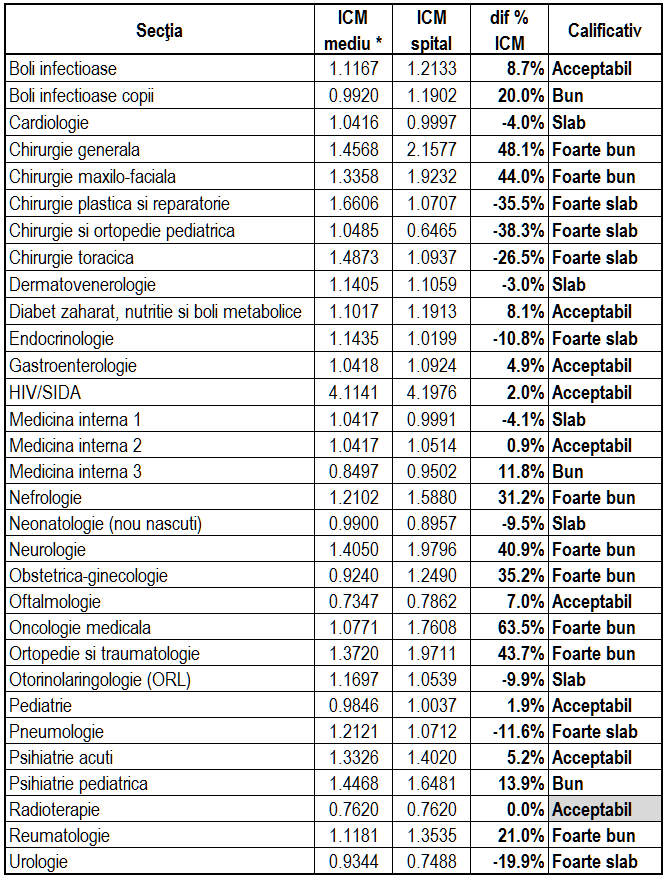 Secţia ICM mediu * ICM spital dif % ICM Calificativ
Boli infectioase 1.1167 1.2133 8.7% Acceptabil
Boli infectioase copii 0.9920 1.1902 20.0% Bun
Cardiologie 1.0416 0.9997 -4.0% Slab
Chirurgie generala 1.4568 2.1577 48.1% Foarte bun
Chirurgie maxilo-faciala 1.3358 1.9232 44.0% Foarte bun
Chirurgie plastica si reparatorie 1.6606 1.0707 -35.5% Foarte slab
Chirurgie si ortopedie pediatrica 1.0485 0.6465 -38.3% Foarte slab
Chirurgie toracica 1.4873 1.0937 -26.5% Foarte slab
Dermatovenerologie 1.1405 1.1059 -3.0% Slab
Diabet zaharat, nutritie si boli metabolice 1.1017 1.1913 8.1% Acceptabil
Endocrinologie 1.1435 1.0199 -10.8% Foarte slab
Gastroenterologie 1.0418 1.0924 4.9% Acceptabil
HIV/SIDA 4.1141 4.1976 2.0% Acceptabil
Medicina interna 1 1.0417 0.9991 -4.1% Slab
Medicina interna 2 1.0417 1.0514 0.9% Acceptabil
Medicina interna 3 0.8497 0.9502 11.8% Bun
Nefrologie 1.2102 1.5880 31.2% Foarte bun
Neonatologie (nou nascuti) 0.9900 0.8957 -9.5% Slab
Neurologie 1.4050 1.9796 40.9% Foarte bun
Obstetrica-ginecologie 0.9240 1.2490 35.2% Foarte bun
Oftalmologie 0.7347 0.7862 7.0% Acceptabil
Oncologie medicala 1.0771 1.7608 63.5% Foarte bun
Ortopedie si traumatologie 1.3720 1.9711 43.7% Foarte bun
Otorinolaringologie (ORL) 1.1697 1.0539 -9.9% Slab
Pediatrie 0.9846 1.0037 1.9% Acceptabil
Pneumologie 1.2121 1.0712 -11.6% Foarte slab
Psihiatrie acuti 1.3326 1.4020 5.2% Acceptabil
Psihiatrie pediatrica 1.4468 1.6481 13.9% Bun
Radioterapie 0.7620 0.7620 0.0% Acceptabil
Reumatologie 1.1181 1.3535 21.0% Foarte bun
Urologie 0.9344 0.7488 -19.9% Foarte slab